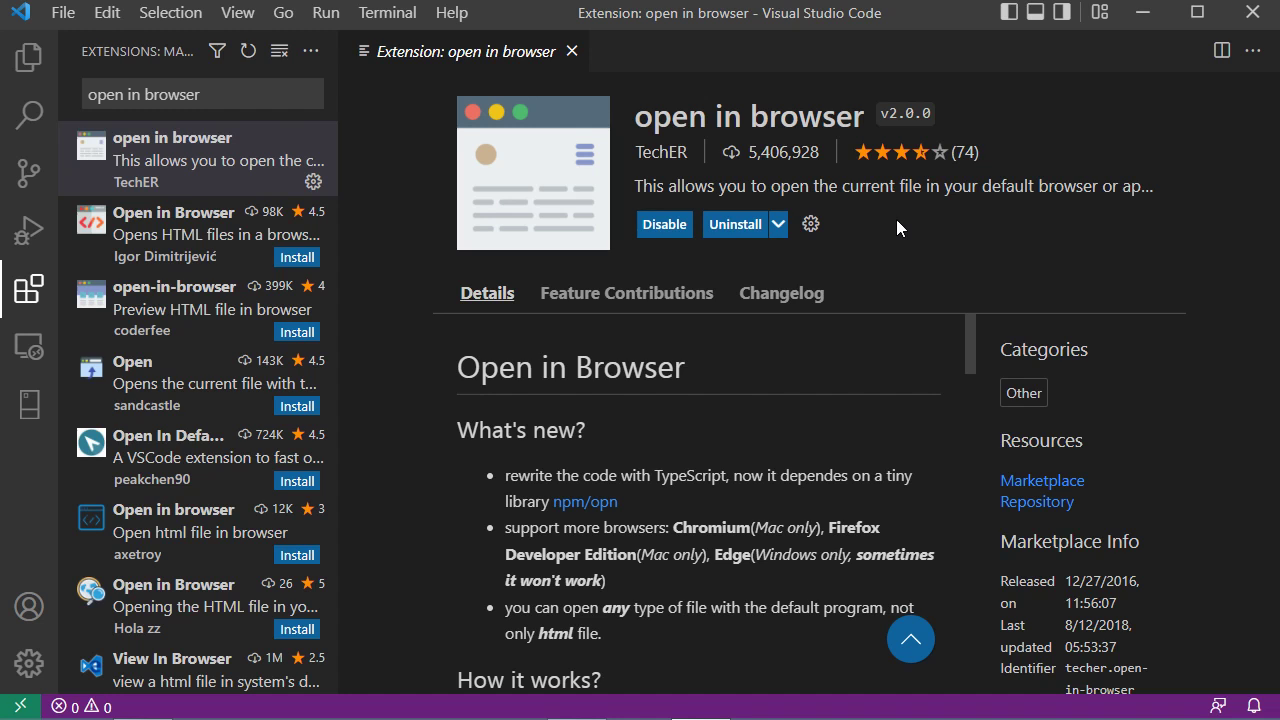 File Edit Selection View Go Run Terminal Help
Extension: open in browser - Visual Studio Code
EXTENSIONS: MA...
open in browser
open in browser
This allows you to open the c...
TechER
Open in Browser 98K 4.5
Opens HTML files in a brows...
Igor Dimitrijević Install
open-in-browser 399K 4
Preview HTML file in browser
coderfee Install
Open 143K 4.5
Opens the current file with t...
sandcastle Install
Open In Defa... 724K 4.5
A VSCode extension to fast o...
peakchen90 Install
Open in browser 12K 3
Open html file in browser
axetroy Install
Open in Browser 26 5
Opening the HTML file in yo...
Hola zz Install
View In Browser 1M 2.5
view a html file in system's d...
Extension: open in browser
open in browser v2.0.0
TechER 5,406,928 (74)
This allows you to open the current file in your default browser or ap...
Disable Uninstall
Details Feature Contributions Changelog
Open in Browser
What's new?
• rewrite the code with TypeScript, now it dependes on a tiny
library npm/opn
• support more browsers: Chromium(Mac only), Firefox
Developer Edition(Mac only), Edge(Windows only, sometimes
it won't work)
• you can open any type of file with the default program, not
only html file.
How it works?
Categories
Other
Resources
Marketplace
Repository
Marketplace Info
Released 12/27/2016,
on 11:56:07
Last 8/12/2018,
updated 05:53:37
Identifier techer.open-
in-browser
0 0